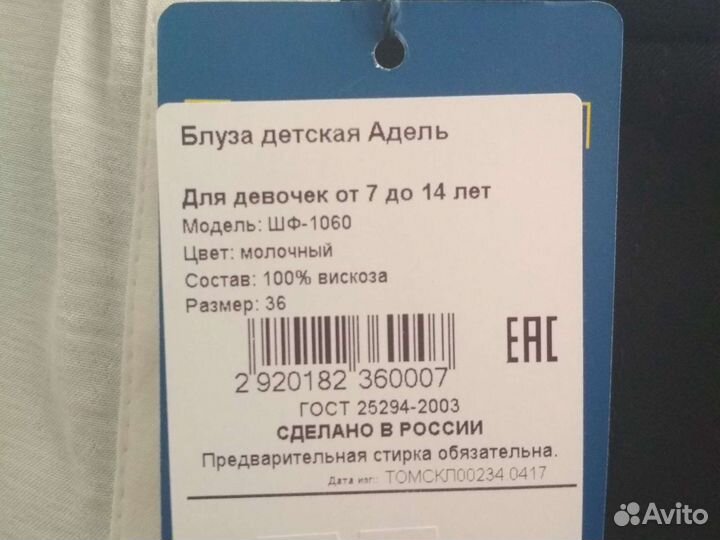 Блуза детская Адель
Для девочек от 7 до 14 лет
Модель: ШФ-1060
Цвет: молочный
Состав: 100% вискоза
Размер: 36
EAC
2 920182 360007
ГОСТ 25294-2003
СДЕЛАНО В РОССИИ
Предварительная стирка обязательна.
Дата изг.: ТОМСКЛ00234.0417
Avito